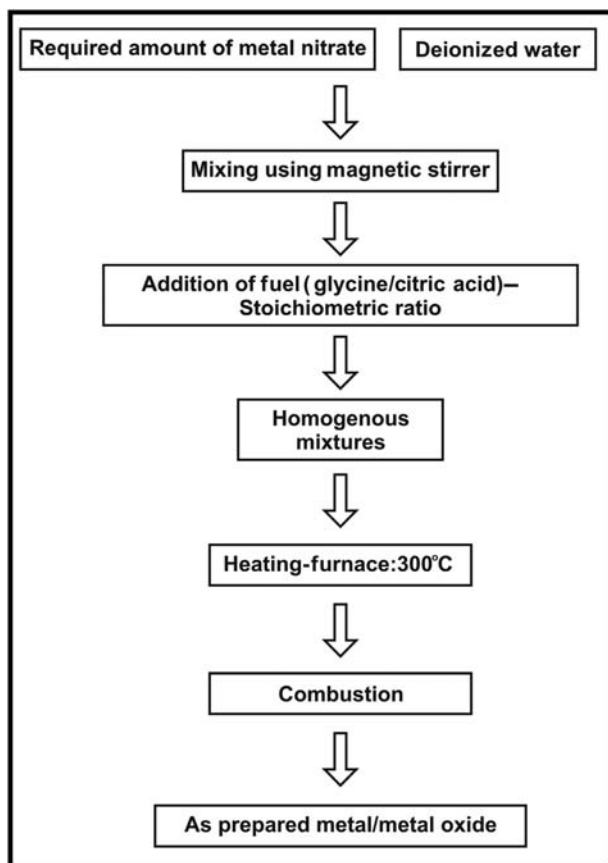 Required amount of metal nitrate
Deionized water
Mixing using magnetic stirrer
Addition of fuel ( glycine/citric acid)–
Stoichiometric ratio
Homogenous
mixtures
Heating-furnace:300°C
Combustion
As prepared metal/metal oxide